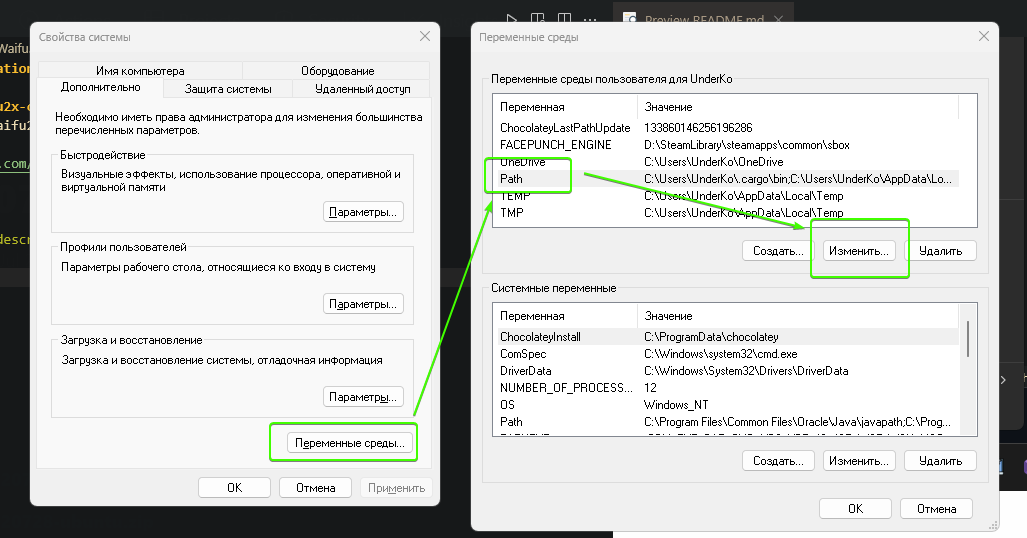 Preview README.md
Waifu2
ation
u2x-c
aifu2
.com/
descr
Свойства системы
Имя компьютера
Оборудование
Дополнительно
Защита системы
Удаленный доступ
Необходимо иметь права администратора для изменения большинства
перечисленных параметров.
Быстродействие
Визуальные эффекты, использование процессора, оперативной и
виртуальной памяти
Параметры...
Профили пользователей
Параметры рабочего стола, относящиеся ко входу в систему
Параметры...
Загрузка и восстановление
Загрузка и восстановление системы, отладочная информация
Параметры...
Переменные среды...
ОК
Отмена
Применить
Переменные среды
Переменные среды пользователя для UnderKo
Переменная Значение
ChocolateyLastPathUpdate 133860146256196286
FACEPUNCH_ENGINE D:\SteamLibrary\steamapps\common\sbox
OneDrive C:\Users\UnderKo\OneDrive
Path C:\Users\UnderKo\.cargo\bin;C:\Users\UnderKo\AppData\Lo...
TEMP C:\Users\UnderKo\AppData\Local\Temp
TMP C:\Users\UnderKo\AppData\Local\Temp
Создать... Изменить... Удалить
Системные переменные
Переменная Значение
ChocolateyInstall C:\ProgramData\chocolatey
ComSpec C:\Windows\system32\cmd.exe
DriverData C:\Windows\System32\Drivers\DriverData
NUMBER_OF_PROCESS... 12
OS Windows_NT
Path C:\Program Files\Common Files\Oracle\Java\javapath;C:\Prog...
Создать... Изменить... Удалить
ОК Отмена